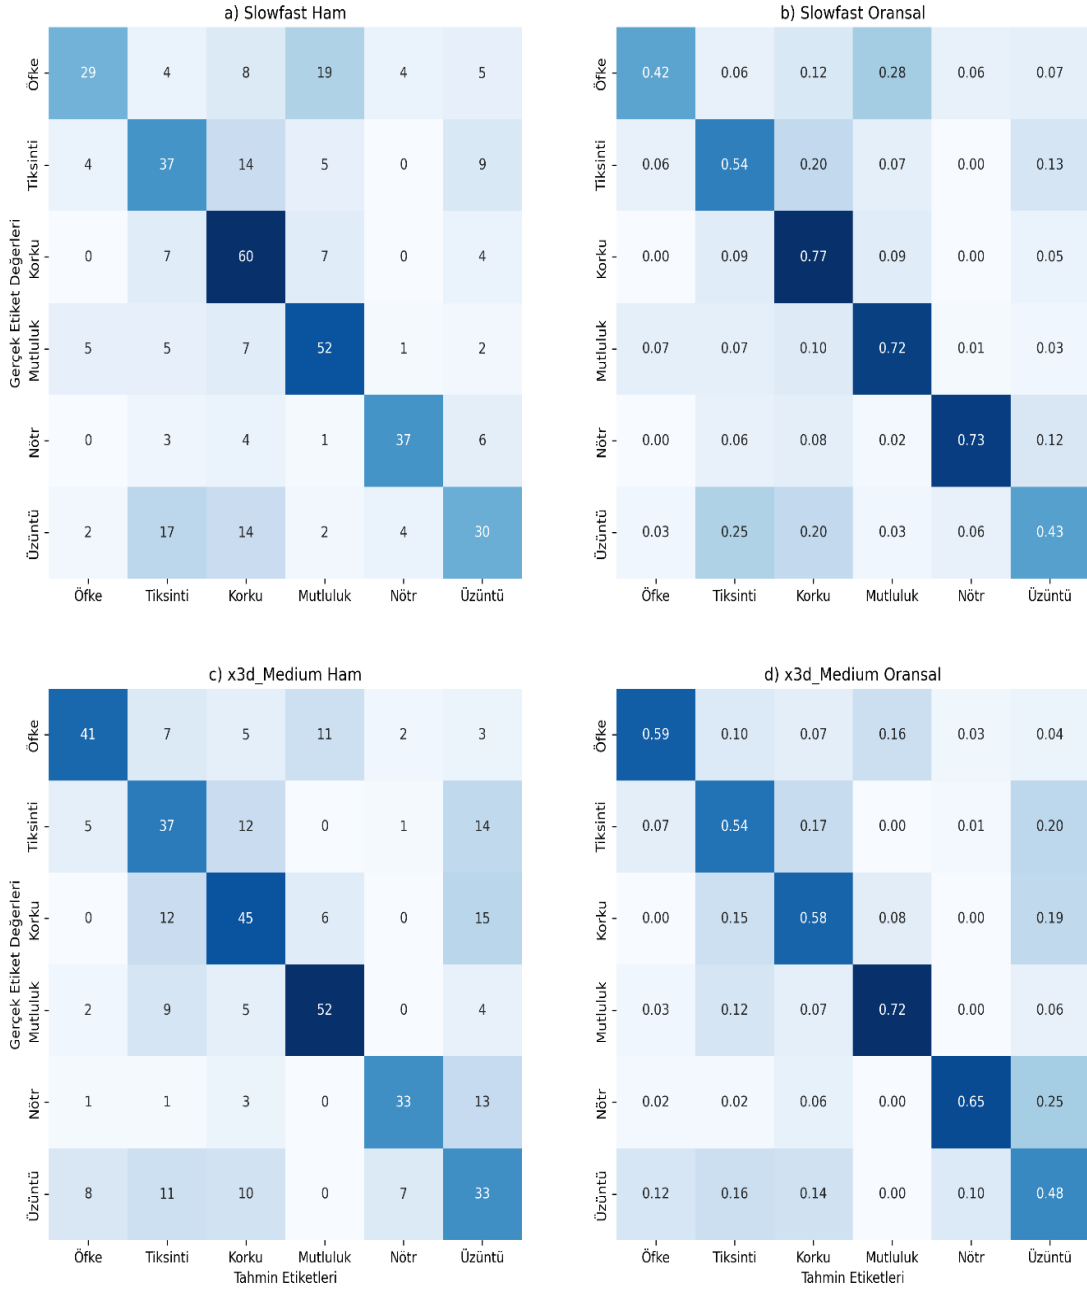 a) Slowfast Ham
Öfke 29 4 8 19 4 5
Tiksinti 4 37 14 5 0 9
Korku 0 7 60 7 0 4
Mutluluk 5 5 7 52 1 2
Nötr 0 3 4 1 37 6
Üzüntü 2 17 14 2 4 30
Gerçek Etiket Değerleri
Öfke Tiksinti Korku Mutluluk Nötr Üzüntü
b) Slowfast Oransal
Öfke 0.42 0.06 0.12 0.28 0.06 0.07
Tiksinti 0.06 0.54 0.20 0.07 0.00 0.13
Korku 0.00 0.09 0.77 0.09 0.00 0.05
Mutluluk 0.07 0.07 0.10 0.72 0.01 0.03
Nötr 0.00 0.06 0.08 0.02 0.73 0.12
Üzüntü 0.03 0.25 0.20 0.03 0.06 0.43
Öfke Tiksinti Korku Mutluluk Nötr Üzüntü
c) x3d_Medium Ham
Öfke 41 7 5 11 2 3
Tiksinti 5 37 12 0 1 14
Korku 0 12 45 6 0 15
Mutluluk 2 9 5 52 0 4
Nötr 1 1 3 0 33 13
Üzüntü 8 11 10 0 7 33
Gerçek Etiket Değerleri
Öfke Tiksinti Korku Mutluluk Nötr Üzüntü
Tahmin Etiketleri
d) x3d_Medium Oransal
Öfke 0.59 0.10 0.07 0.16 0.03 0.04
Tiksinti 0.07 0.54 0.17 0.00 0.01 0.20
Korku 0.00 0.15 0.58 0.08 0.00 0.19
Mutluluk 0.03 0.12 0.07 0.72 0.00 0.06
Nötr 0.02 0.02 0.06 0.00 0.65 0.25
Üzüntü 0.12 0.16 0.14 0.00 0.10 0.48
Öfke Tiksinti Korku Mutluluk Nötr Üzüntü
Tahmin Etiketleri